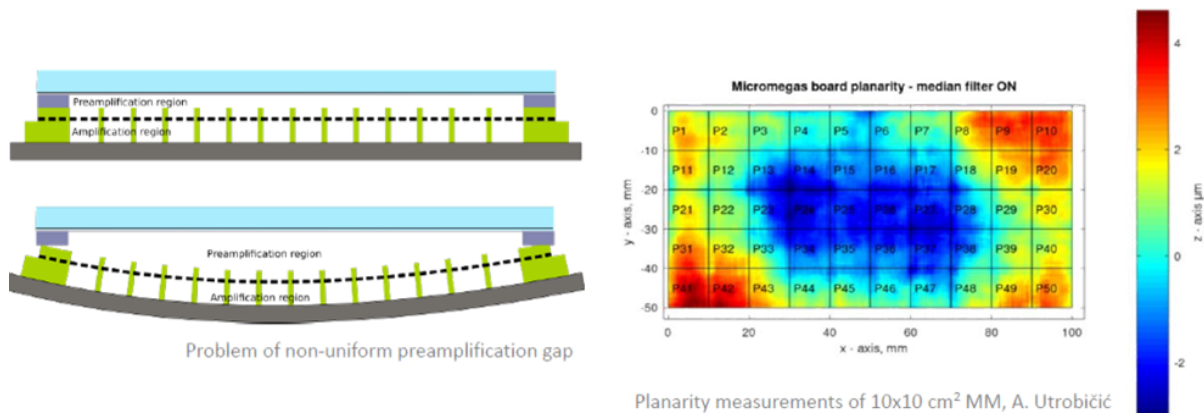 Preamplification region
Amplification region
Preamplification region
Amplification region
Problem of non-uniform preamplification gap
Micromegas board planarity - median filter ON
0
-10
-20
-30
-40
-50
y - axis, mm
P1 P2 P3 P4 P5 P6 P7 P8 P9 P10
P11 P12 P13 P14 P15 P16 P17 P18 P19 P20
P21 P22 P23 P24 P25 P26 P27 P28 P29 P30
P31 P32 P33 P34 P35 P36 P37 P38 P39 P40
P41 P42 P43 P44 P45 P46 P47 P48 P49 P50
0 20 40 60 80 100
x - axis, mm
4
2
0
-2
z - axis μm
Planarity measurements of 10x10 cm² MM, A. Utrobičić